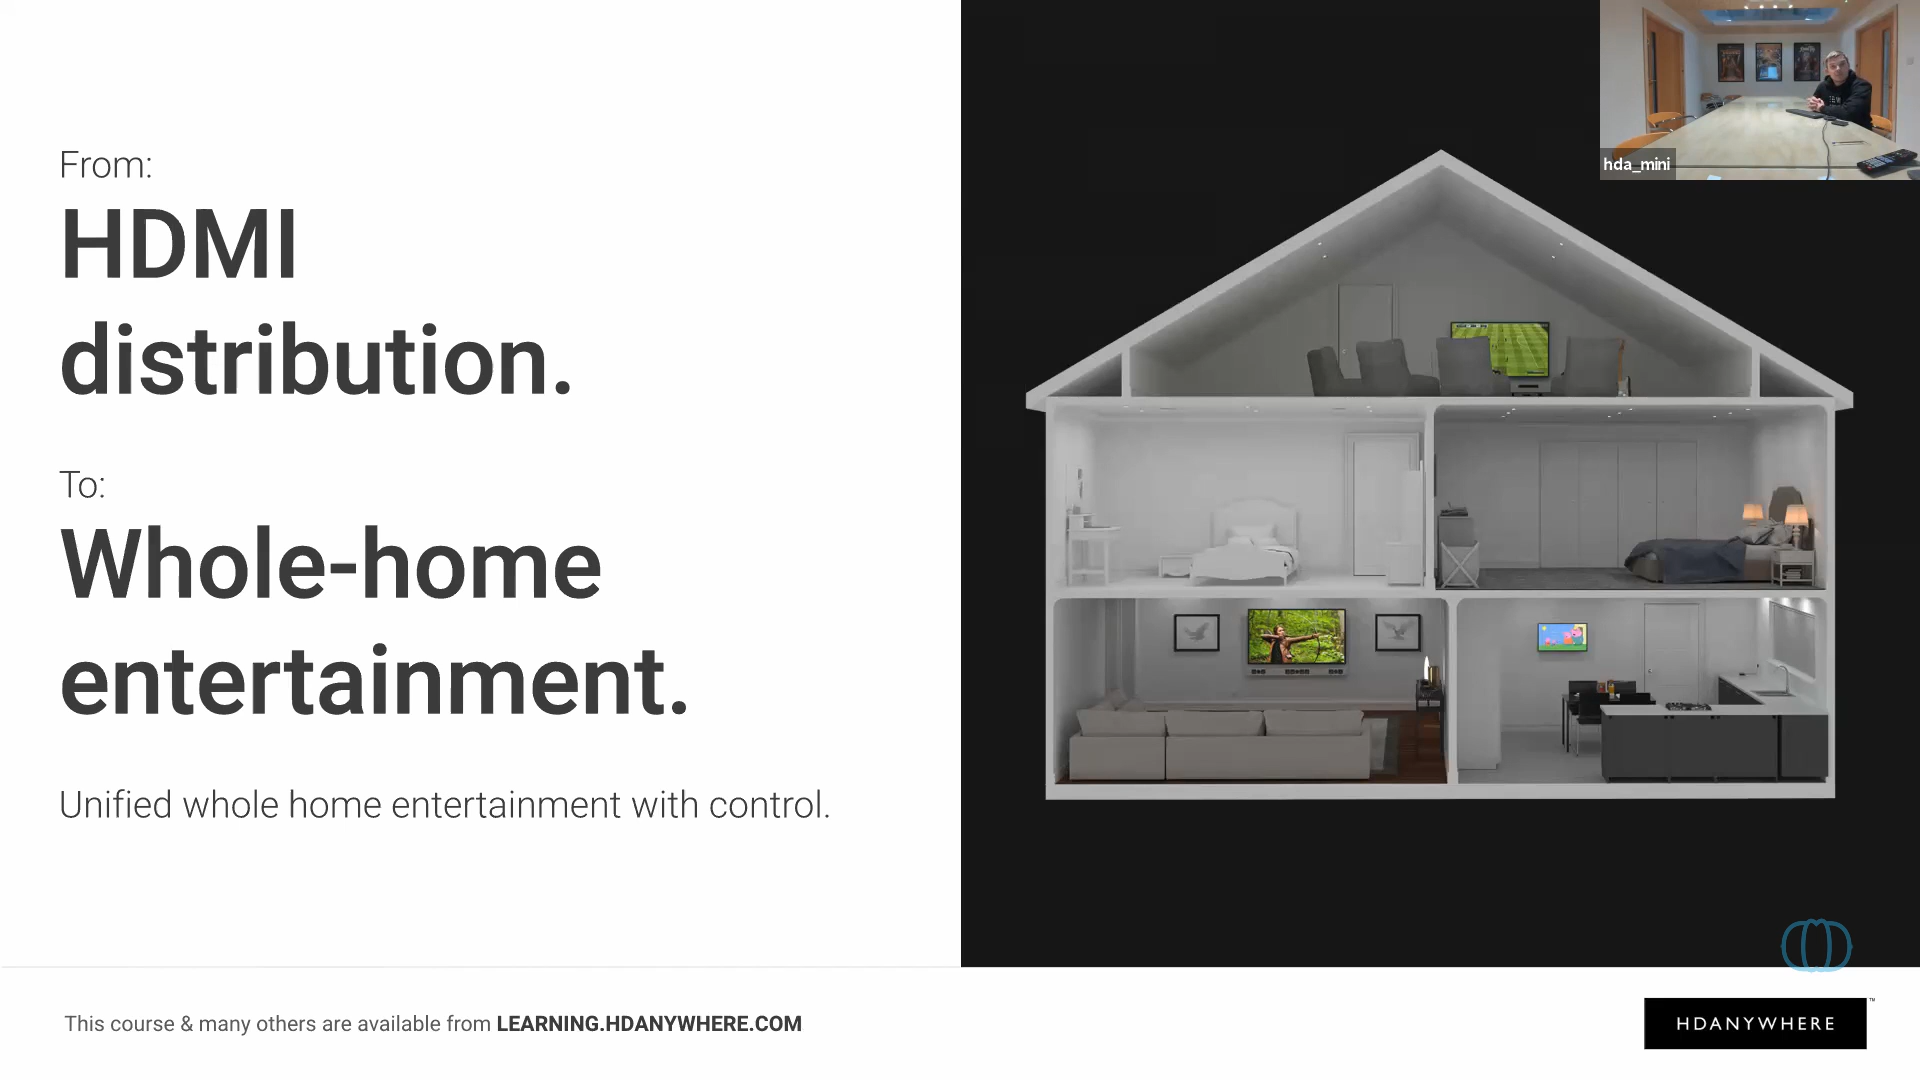 From:
HDMI
distribution.
To:
Whole-home
entertainment.
Unified whole home entertainment with control.
hda_mini
This course & many others are available from LEARNING.HDANYWHERE.COM
HDANYWHERE™